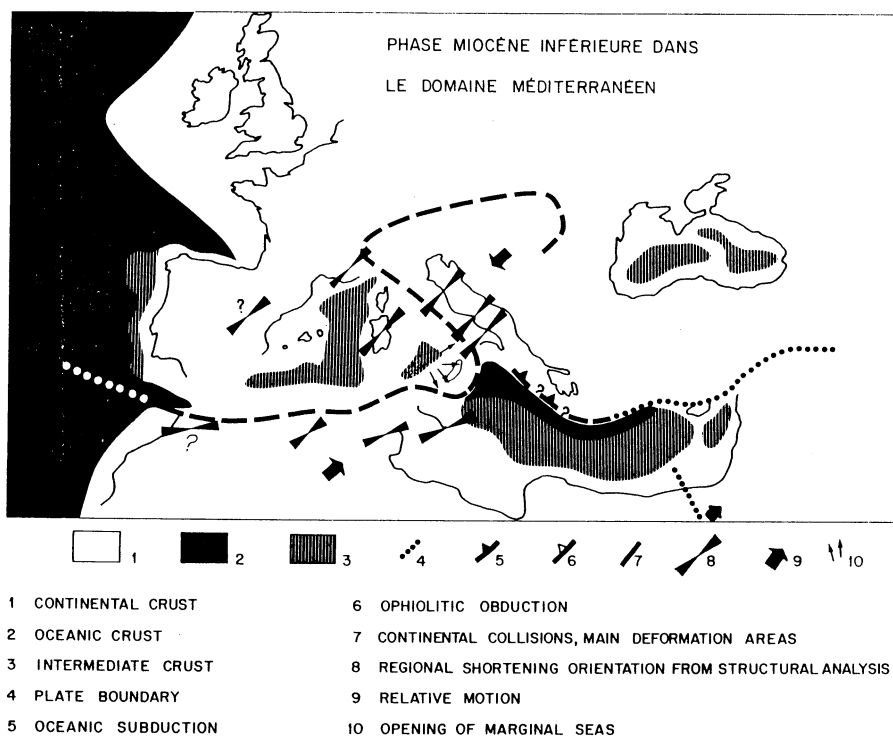 PHASE MIOCÈNE INFÉRIEURE DANS
LE DOMAINE MÉDITERRANÉEN
?
?
?
?
1 2 3 4 5 6 7 8 9 10
1 CONTINENTAL CRUST
2 OCEANIC CRUST
3 INTERMEDIATE CRUST
4 PLATE BOUNDARY
5 OCEANIC SUBDUCTION
6 OPHIOLITIC OBDUCTION
7 CONTINENTAL COLLISIONS, MAIN DEFORMATION AREAS
8 REGIONAL SHORTENING ORIENTATION FROM STRUCTURAL ANALYSIS
9 RELATIVE MOTION
10 OPENING OF MARGINAL SEAS